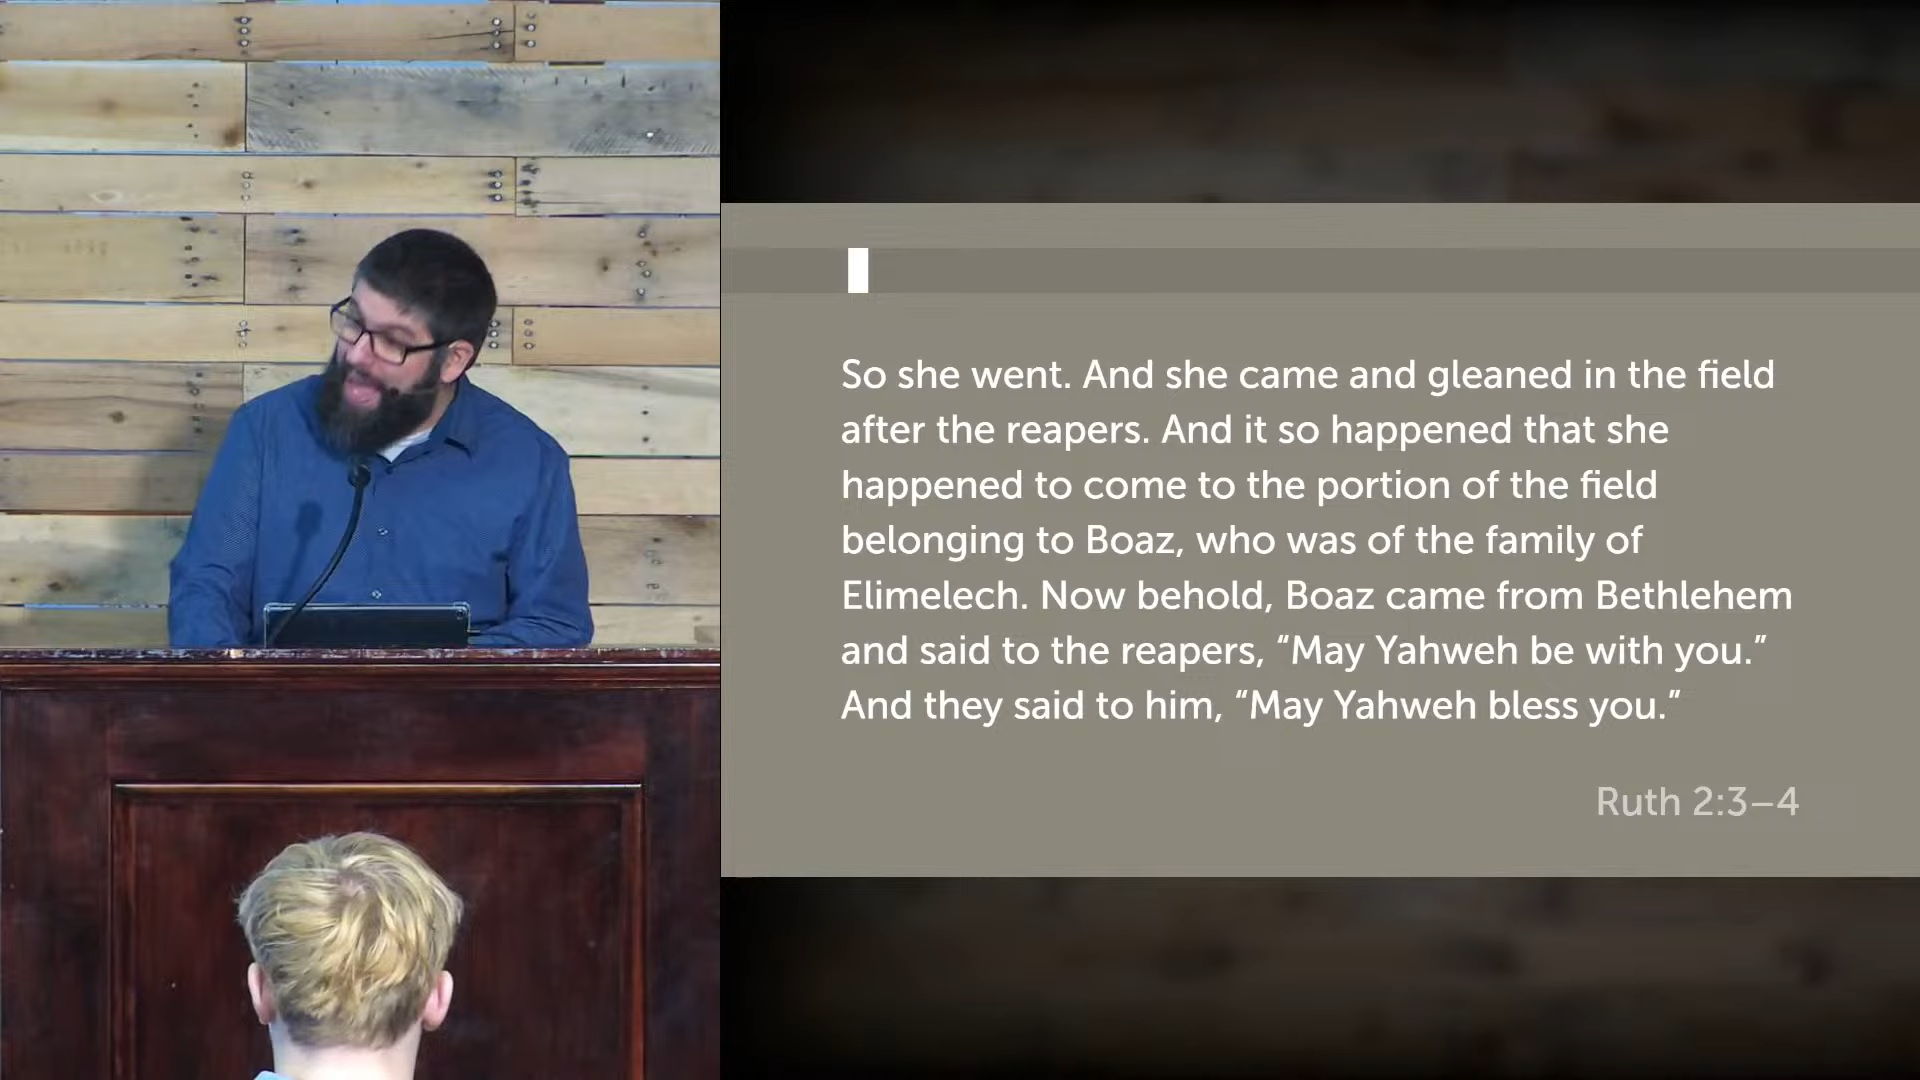 So she went. And she came and gleaned in the field
after the reapers. And it so happened that she
happened to come to the portion of the field
belonging to Boaz, who was of the family of
Elimelech. Now behold, Boaz came from Bethlehem
and said to the reapers, “May Yahweh be with you.”
And they said to him, “May Yahweh bless you.”
Ruth 2:3–4